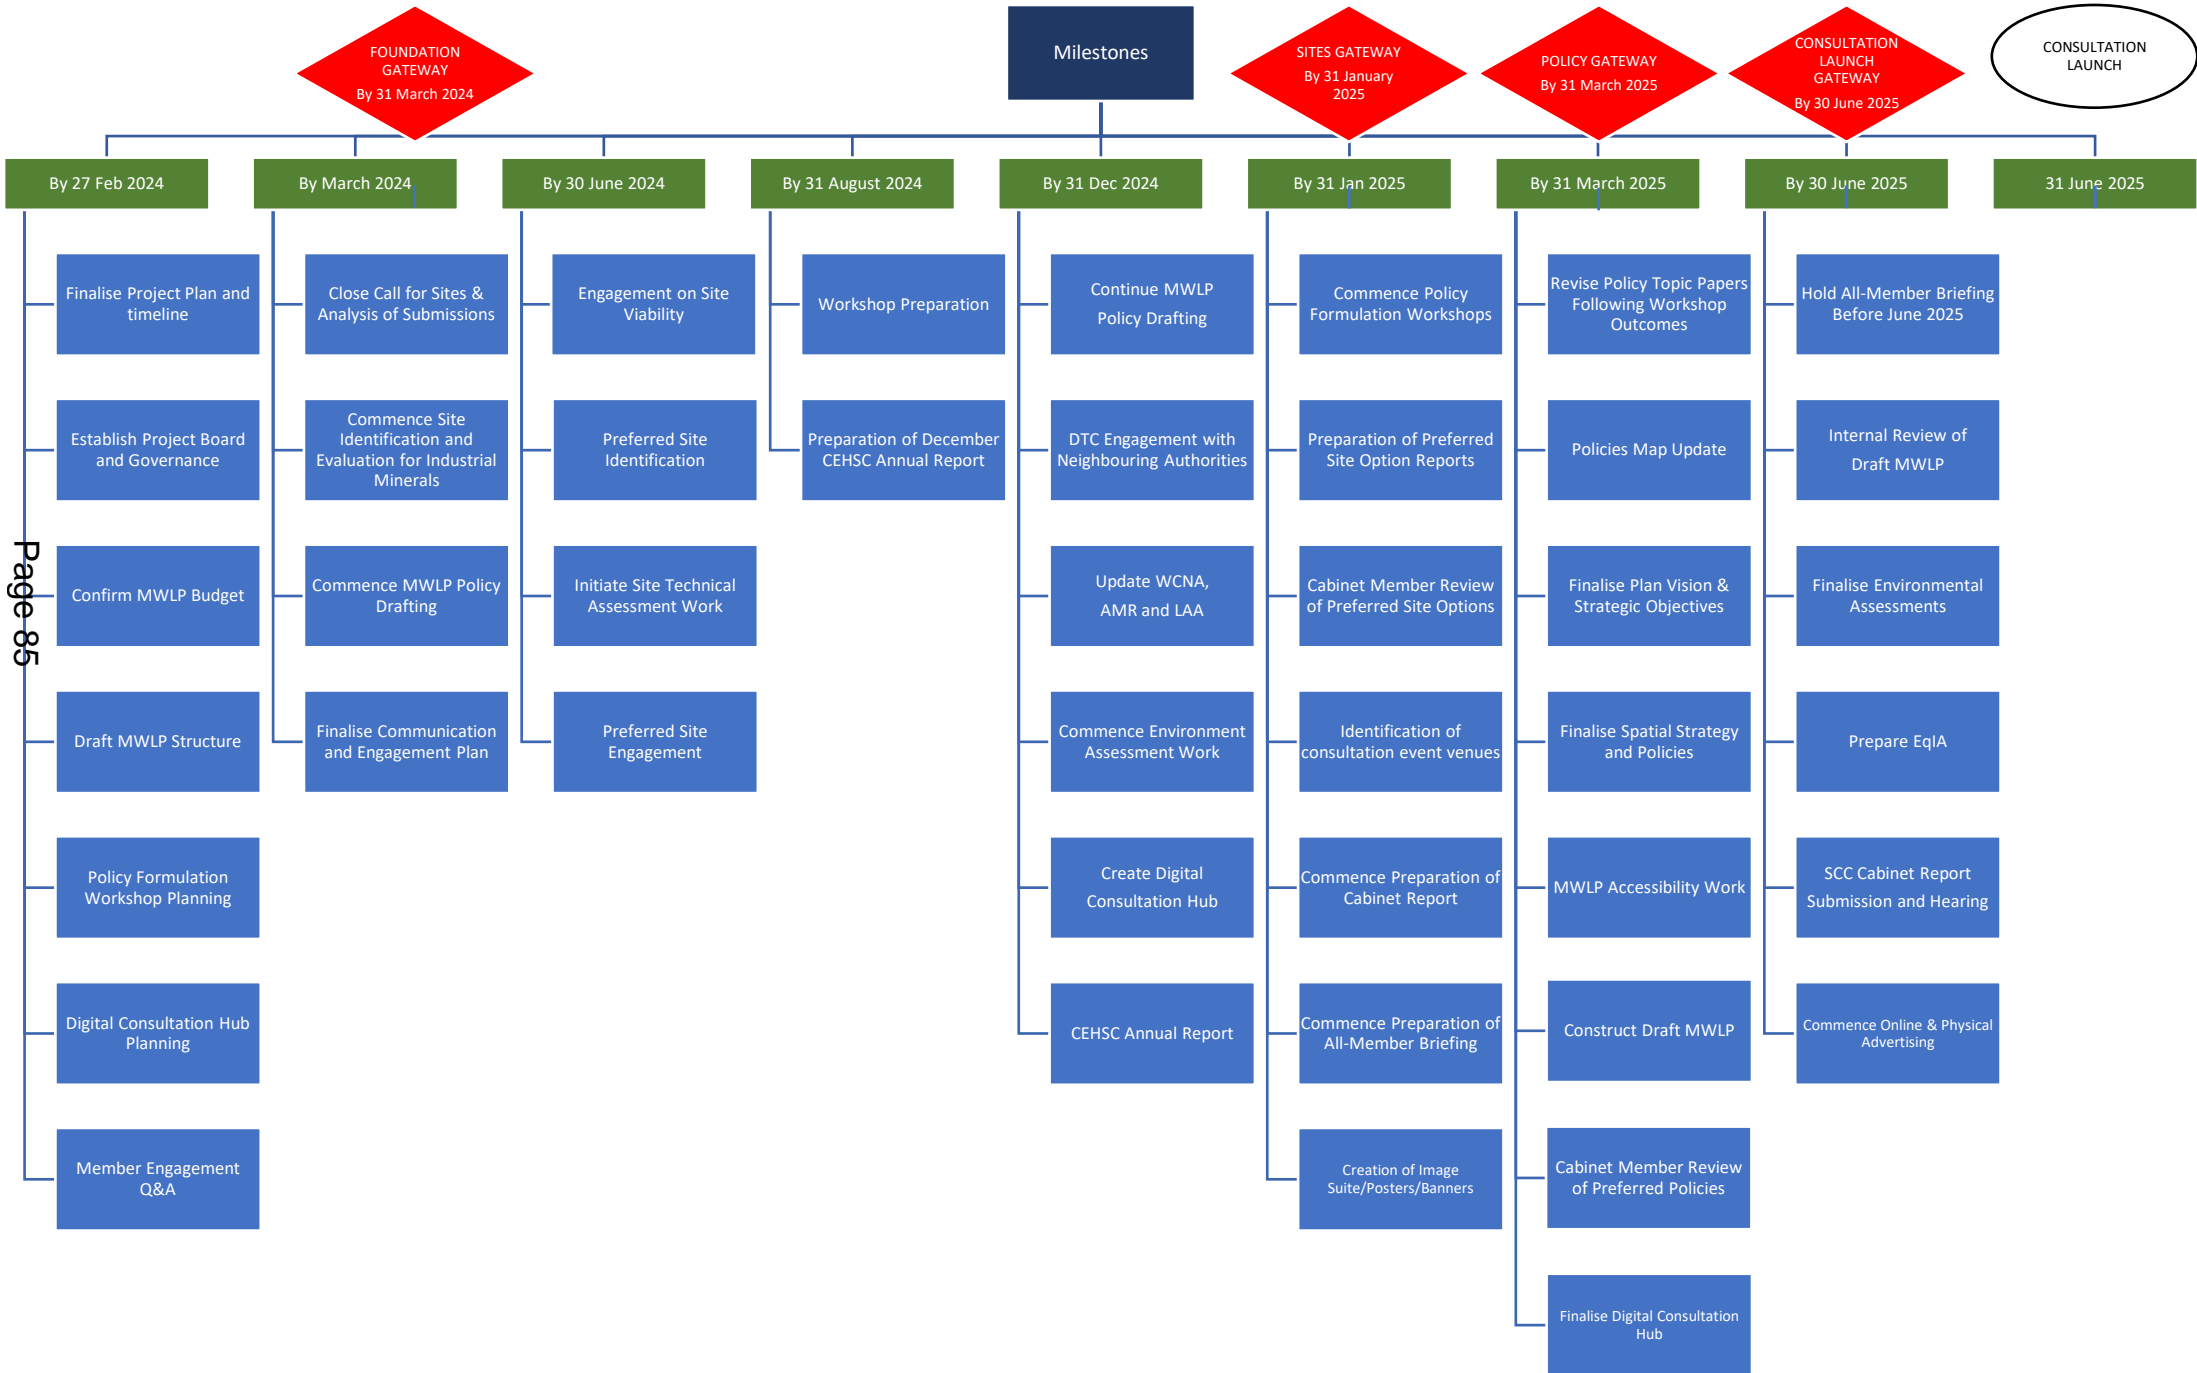 Milestones
FOUNDATION
GATEWAY
By 31 March 2024
SITES GATEWAY
By 31 January
2025
POLICY GATEWAY
By 31 March 2025
CONSULTATION
LAUNCH
GATEWAY
By 30 June 2025
CONSULTATION
LAUNCH
By 27 Feb 2024
Finalise Project Plan and
timeline
Establish Project Board
and Governance
Confirm MWLP Budget
Draft MWLP Structure
Policy Formulation
Workshop Planning
Digital Consultation Hub
Planning
Member Engagement
Q&A
By March 2024
Close Call for Sites &
Analysis of Submissions
Commence Site
Identification and
Evaluation for Industrial
Minerals
Commence MWLP Policy
Drafting
Finalise Communication
and Engagement Plan
By 30 June 2024
Engagement on Site
Viability
Preferred Site
Identification
Initiate Site Technical
Assessment Work
Preferred Site
Engagement
By 31 August 2024
Workshop Preparation
Preparation of December
CEHSC Annual Report
By 31 Dec 2024
Continue MWLP
Policy Drafting
DTC Engagement with
Neighbouring Authorities
Update WCNA,
AMR and LAA
Commence Environment
Assessment Work
Create Digital
Consultation Hub
CEHSC Annual Report
By 31 Jan 2025
Commence Policy
Formulation Workshops
Preparation of Preferred
Site Option Reports
Cabinet Member Review
of Preferred Site Options
Identification of
consultation event venues
Commence Preparation of
Cabinet Report
Commence Preparation of
All-Member Briefing
Creation of Image
Suite/Posters/Banners
By 31 March 2025
Revise Policy Topic Papers
Following Workshop
Outcomes
Policies Map Update
Finalise Plan Vision &
Strategic Objectives
Finalise Spatial Strategy
and Policies
MWLP Accessibility Work
Construct Draft MWLP
Cabinet Member Review
of Preferred Policies
Finalise Digital Consultation
Hub
By 30 June 2025
Hold All-Member Briefing
Before June 2025
Internal Review of
Draft MWLP
Finalise Environmental
Assessments
Prepare EqIA
SCC Cabinet Report
Submission and Hearing
Commence Online & Physical
Advertising
31 June 2025
Page 85